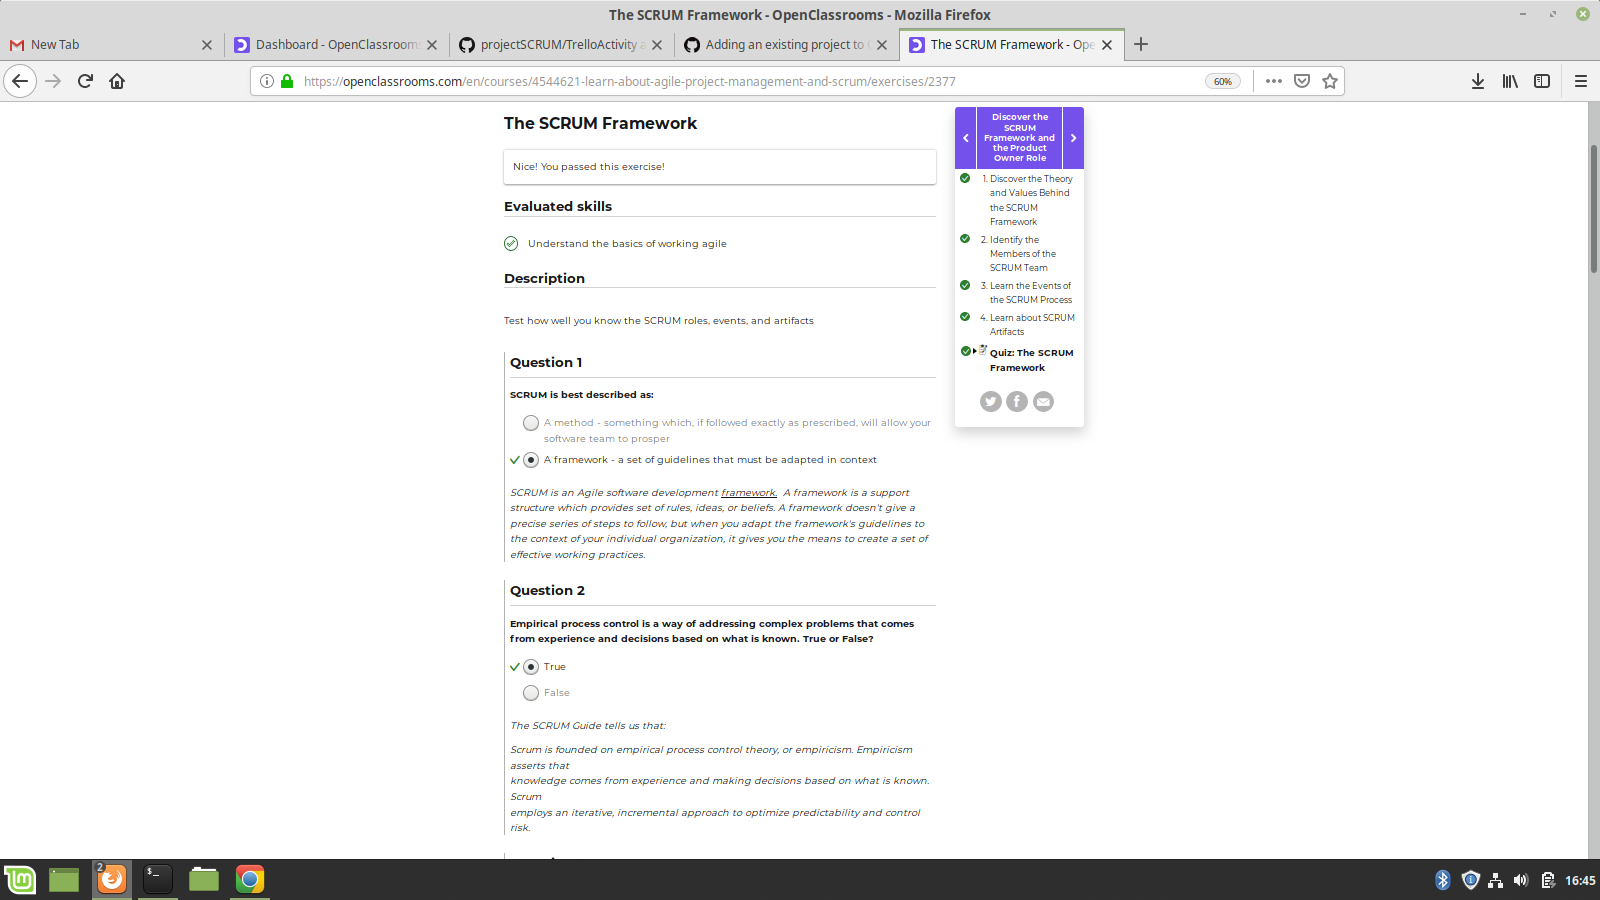 The SCRUM Framework - OpenClassrooms - Mozilla Firefox
New Tab
Dashboard - OpenClassroom
projectSCRUM/TrelloActivity a
Adding an existing project to
The SCRUM Framework - Ope
https://openclassrooms.com/en/courses/4544621-learn-about-agile-project-management-and-scrum/exercises/2377
60%
The SCRUM Framework
Nice! You passed this exercise!
Evaluated skills
Understand the basics of working agile
Description
Test how well you know the SCRUM roles, events, and artifacts
Question 1
SCRUM is best described as:
A method - something which, if followed exactly as prescribed, will allow your
software team to prosper
A framework - a set of guidelines that must be adapted in context
SCRUM is an Agile software development framework. A framework is a support
structure which provides set of rules, ideas, or beliefs. A framework doesn't give a
precise series of steps to follow, but when you adapt the framework's guidelines to
the context of your individual organization, it gives you the means to create a set of
effective working practices.
Question 2
Empirical process control is a way of addressing complex problems that comes
from experience and decisions based on what is known. True or False?
True
False
The SCRUM Guide tells us that:
Scrum is founded on empirical process control theory, or empiricism. Empiricism
asserts that
knowledge comes from experience and making decisions based on what is known.
Scrum
employs an iterative, incremental approach to optimize predictability and control
risk.
Discover the
SCRUM
Framework and
the Product
Owner Role
1. Discover the Theory
and Values Behind
the SCRUM
Framework
2. Identify the
Members of the
SCRUM Team
3. Learn the Events of
the SCRUM Process
4. Learn about SCRUM
Artifacts
Quiz: The SCRUM
Framework
2
$_
16:45